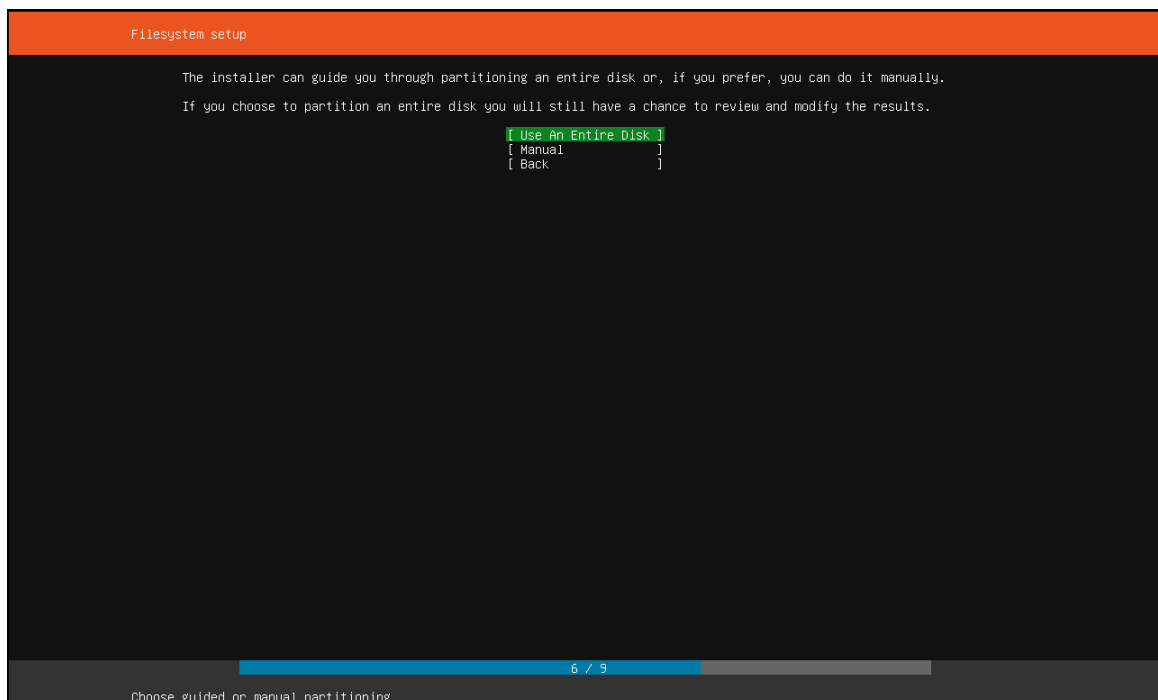 Filesystem setup
The installer can guide you through partitioning an entire disk or, if you prefer, you can do it manually.
If you choose to partition an entire disk you will still have a chance to review and modify the results.
[ Use An Entire Disk ]
[ Manual ]
[ Back ]
6 / 9
Choose guided or manual partitioning